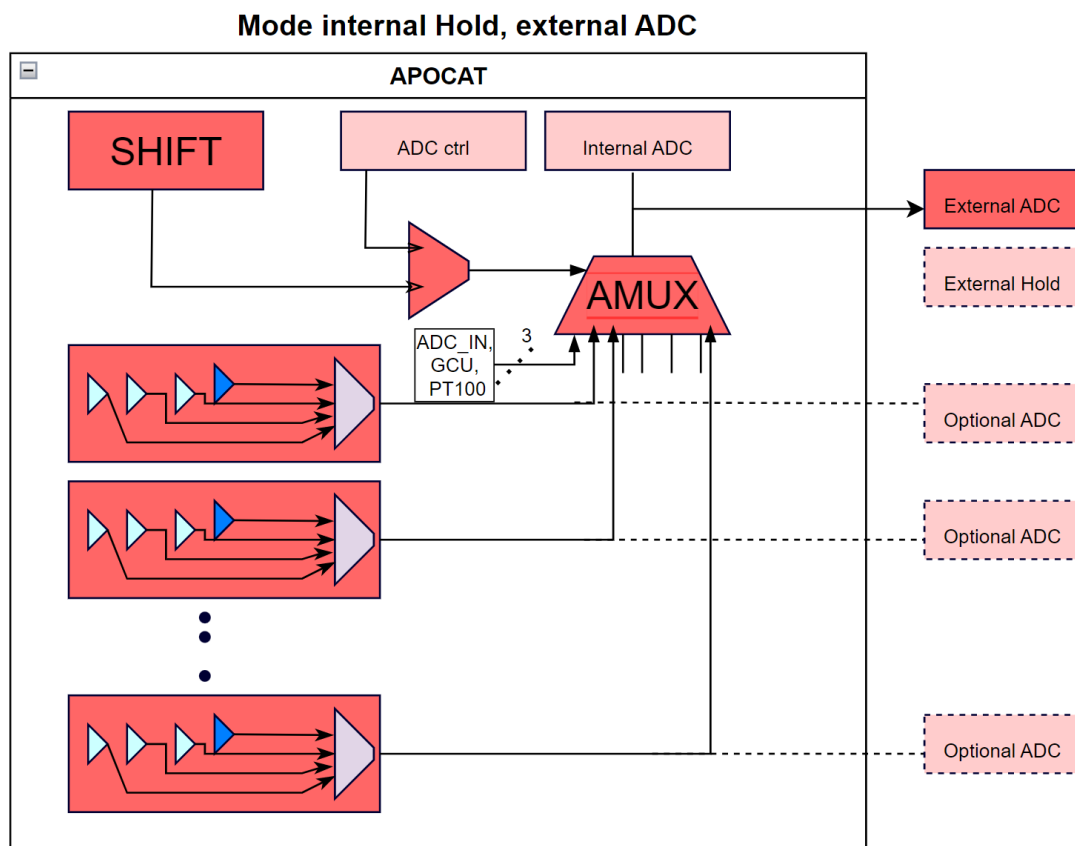 Mode internal Hold, external ADC
APOCAT
SHIFT
ADC ctrl
Internal ADC
External ADC
External Hold
AMUX
3
ADC_IN,
GCU,
PT100
Optional ADC
Optional ADC
Optional ADC